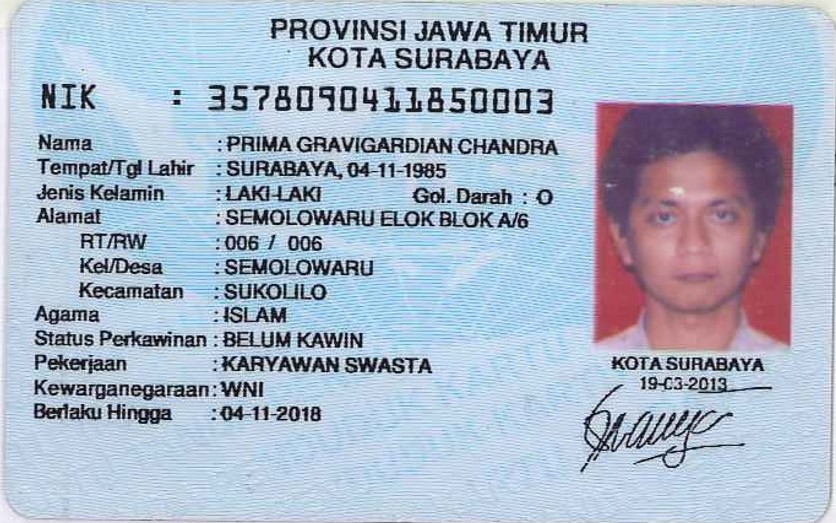 PROVINSI JAWA TIMUR
KOTA SURABAYA
NIK : 3578090411850003
Nama : PRIMA GRAVIGARDIAN CHANDRA
Tempat/Tgl Lahir : SURABAYA, 04-11-1985
Jenis Kelamin : LAKI-LAKI Gol. Darah : O
Alamat : SEMOLOWARU ELOK BLOK A/6
RT/RW : 006 / 006
Kel/Desa : SEMOLOWARU
Kecamatan : SUKOLILO
Agama : ISLAM
Status Perkawinan : BELUM KAWIN
Pekerjaan : KARYAWAN SWASTA
Kewarganegaraan: WNI
Berlaku Hingga : 04-11-2018
KOTA SURABAYA
19-03-2013